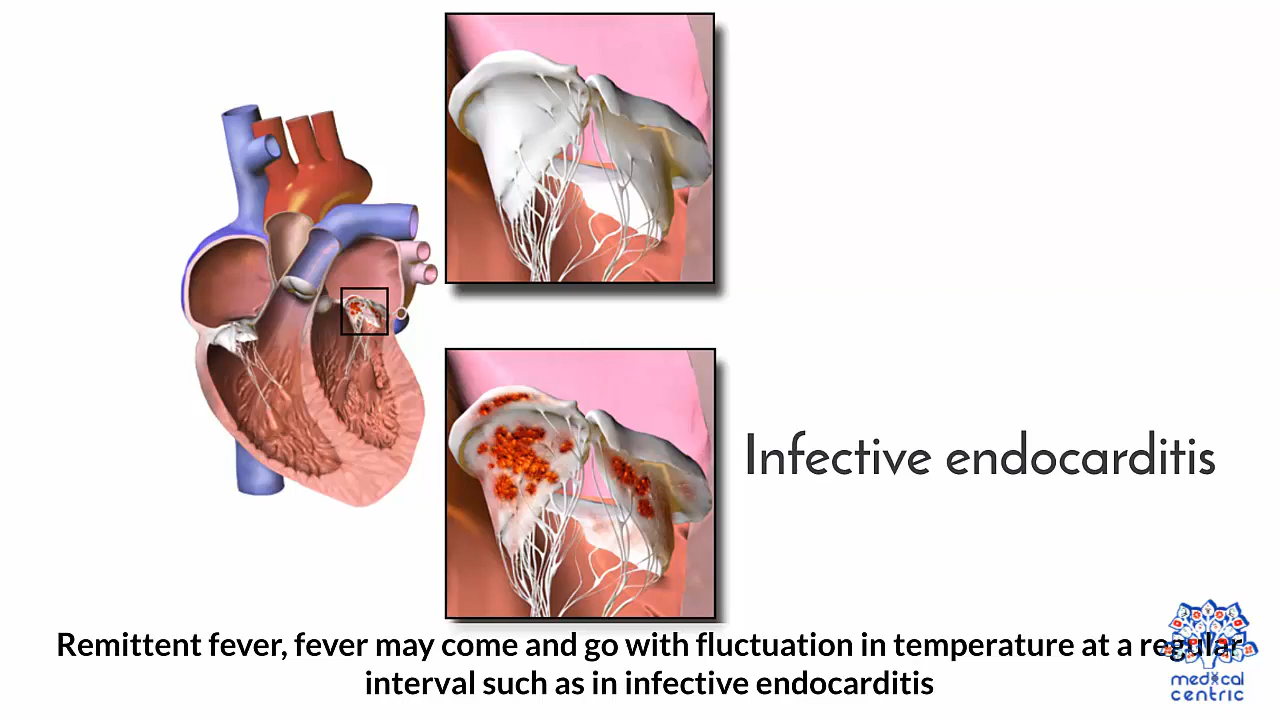 Infective endocarditis
Remittent fever, fever may come and go with fluctuation in temperature at a regular
interval such as in infective endocarditis
medical
centric